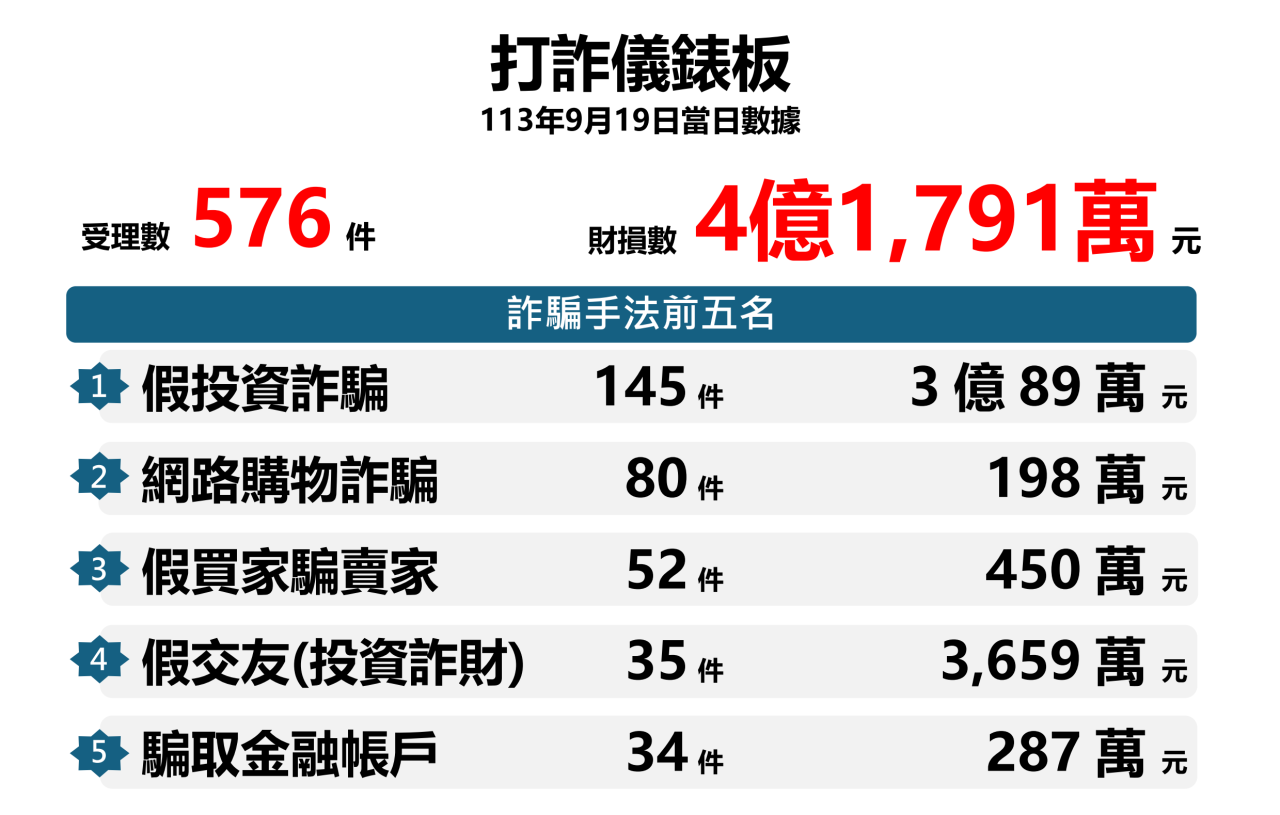 打詐儀錶板
113年9月19日當日數據
受理數 576 件 財損數 4億1,791萬 元
詐騙手法前五名
1 假投資詐騙 145 件 3 億 89 萬 元
2 網路購物詐騙 80 件 198 萬 元
3 假買家騙賣家 52 件 450 萬 元
4 假交友(投資詐財) 35 件 3,659 萬 元
5 騙取金融帳戶 34 件 287 萬 元